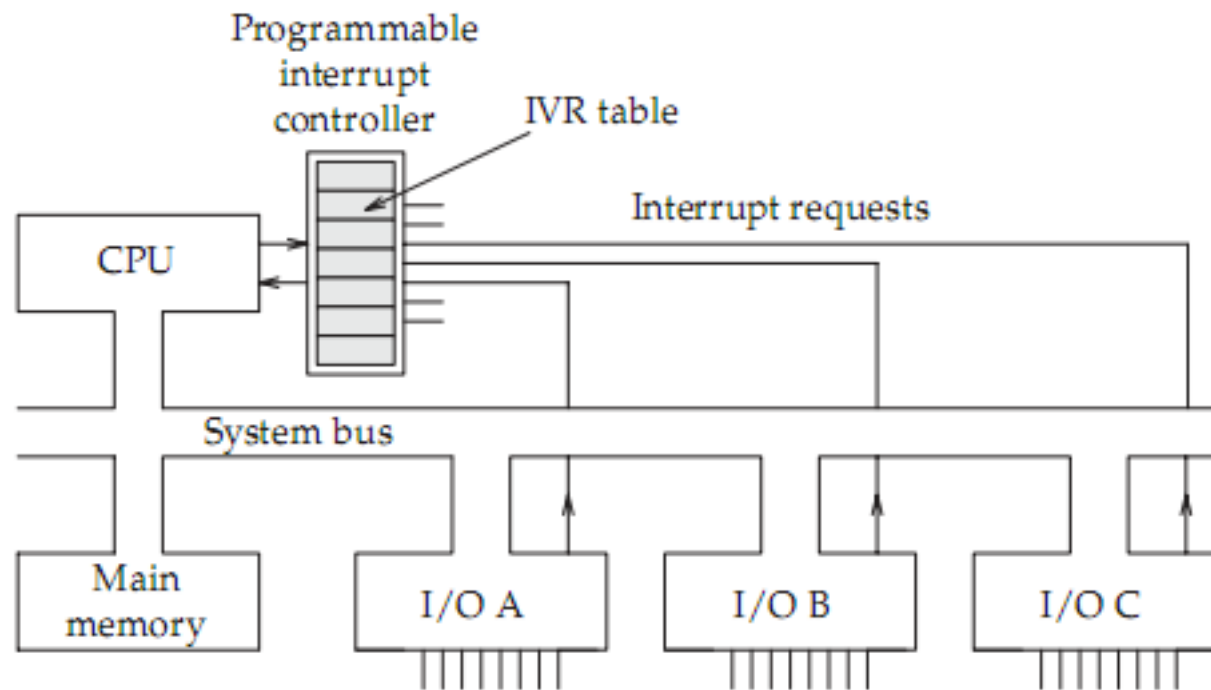 Programmable
interrupt
controller
IVR table
Interrupt requests
CPU
System bus
Main
memory
I/O A
I/O B
I/O C